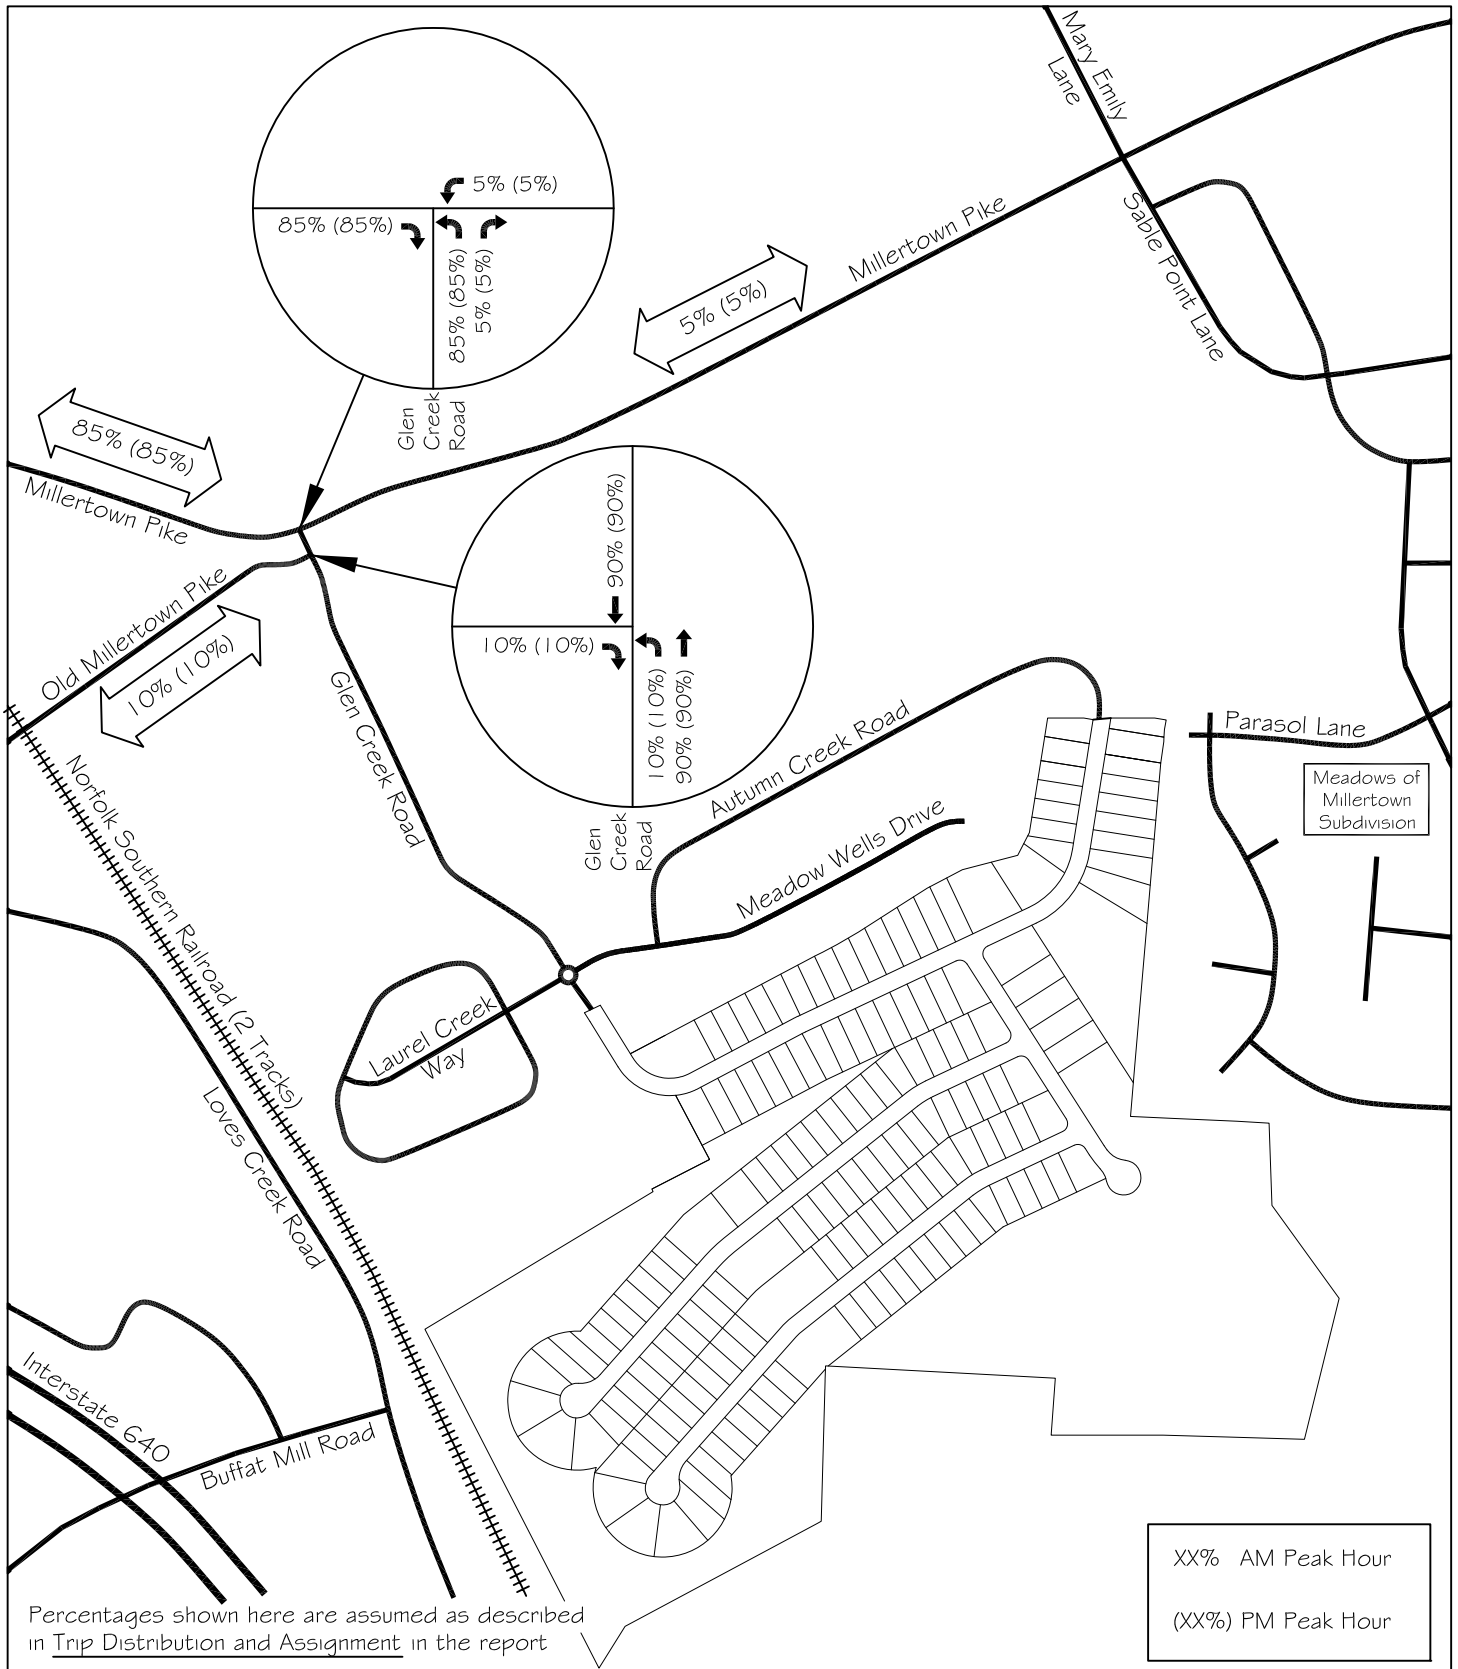 Mary Emily
Lane
5% (5%)
85% (85%)
85% (85%)
5% (5%)
Glen
Creek
Road
Millertown Pike
Sable Point Lane
5% (5%)
85% (85%)
Millertown Pike
90% (90%)
10% (10%)
10% (10%)
90% (90%)
Glen
Creek
Road
Old Millertown Pike
10% (10%)
Glen Creek Road
Autumn Creek Road
Parasol Lane
Meadows of
Millertown
Subdivision
Meadow Wells Drive
Norfolk Southern Railroad (2 Tracks)
Laurel Creek
Way
Loves Creek Road
Interstate 640
Buffat Mill Road
XX% AM Peak Hour
(XX%) PM Peak Hour
Percentages shown here are assumed as described
in Trip Distribution and Assignment in the report